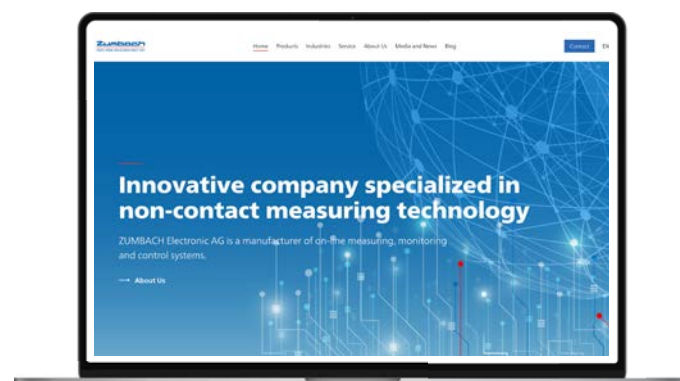 ZUMBACH
Home Products Industries Service About Us Media and News Blog
Contact
EN
Innovative company specialized in
non-contact measuring technology
ZUMBACH Electronic AG is a manufacturer of on-line measuring, monitoring
and control systems.
About Us